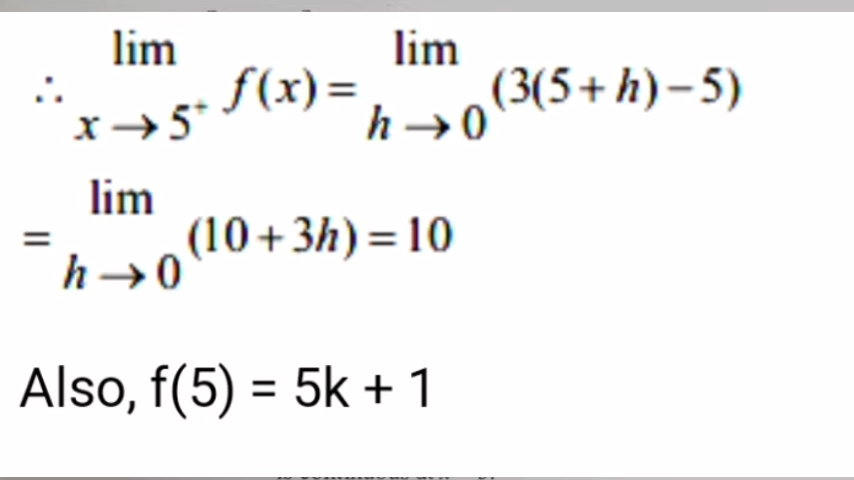 ∴ lim x → 5⁺ f(x) = lim h → 0 (3(5 + h) − 5)
= lim h → 0 (10 + 3h) = 10
Also, f(5) = 5k + 1